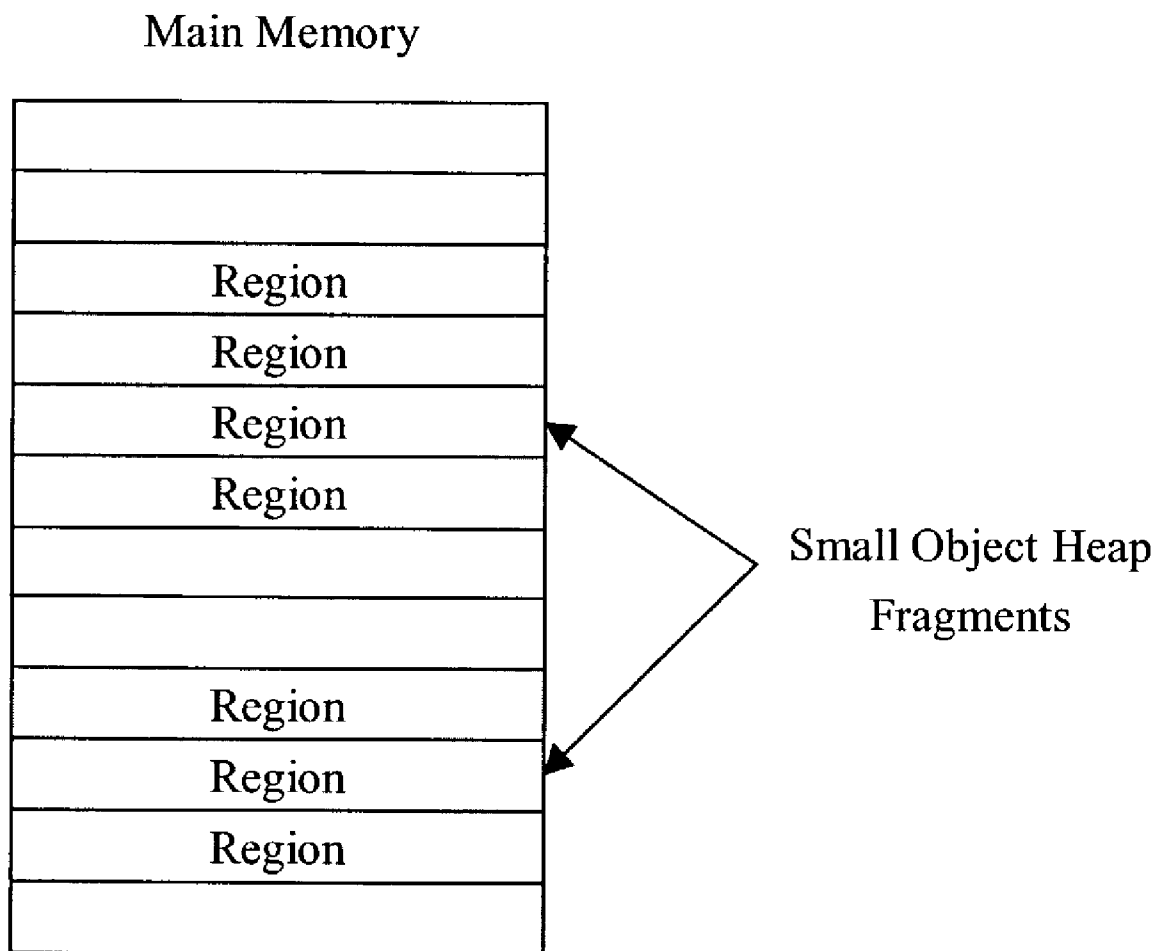 Main Memory
Region
Region
Region
Region
Small Object Heap
Fragments
Region
Region
Region